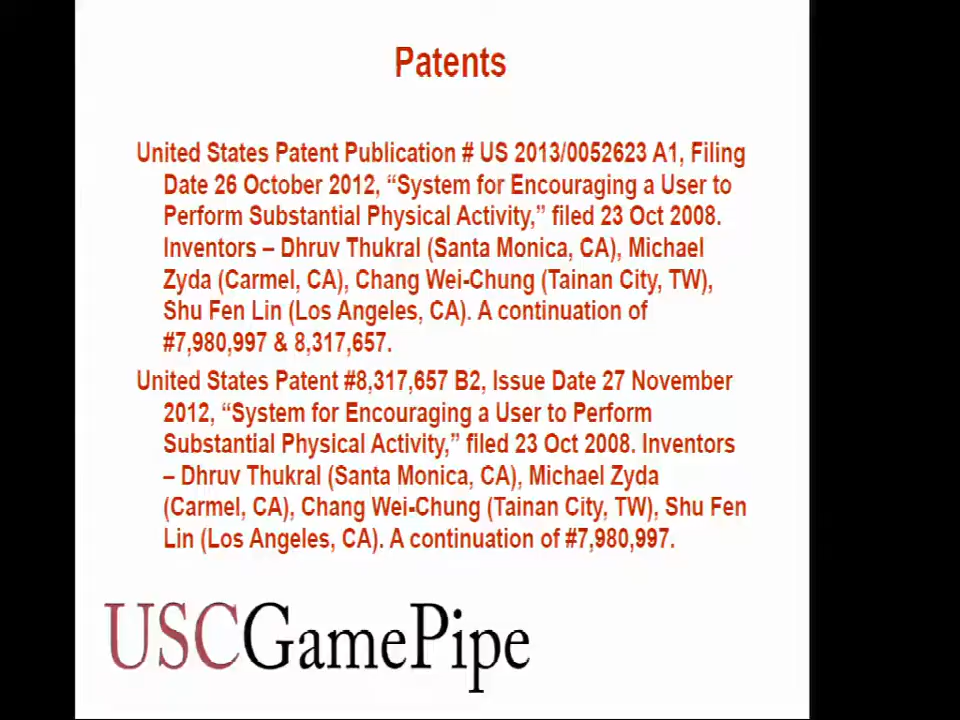 Patents
United States Patent Publication # US 2013/0052623 A1, Filing
Date 26 October 2012, “System for Encouraging a User to
Perform Substantial Physical Activity,” filed 23 Oct 2008.
Inventors – Dhruv Thukral (Santa Monica, CA), Michael
Zyda (Carmel, CA), Chang Wei-Chung (Tainan City, TW),
Shu Fen Lin (Los Angeles, CA). A continuation of
#7,980,997 & 8,317,657.
United States Patent #8,317,657 B2, Issue Date 27 November
2012, “System for Encouraging a User to Perform
Substantial Physical Activity,” filed 23 Oct 2008. Inventors
– Dhruv Thukral (Santa Monica, CA), Michael Zyda
(Carmel, CA), Chang Wei-Chung (Tainan City, TW), Shu Fen
Lin (Los Angeles, CA). A continuation of #7,980,997.
USCGamePipe